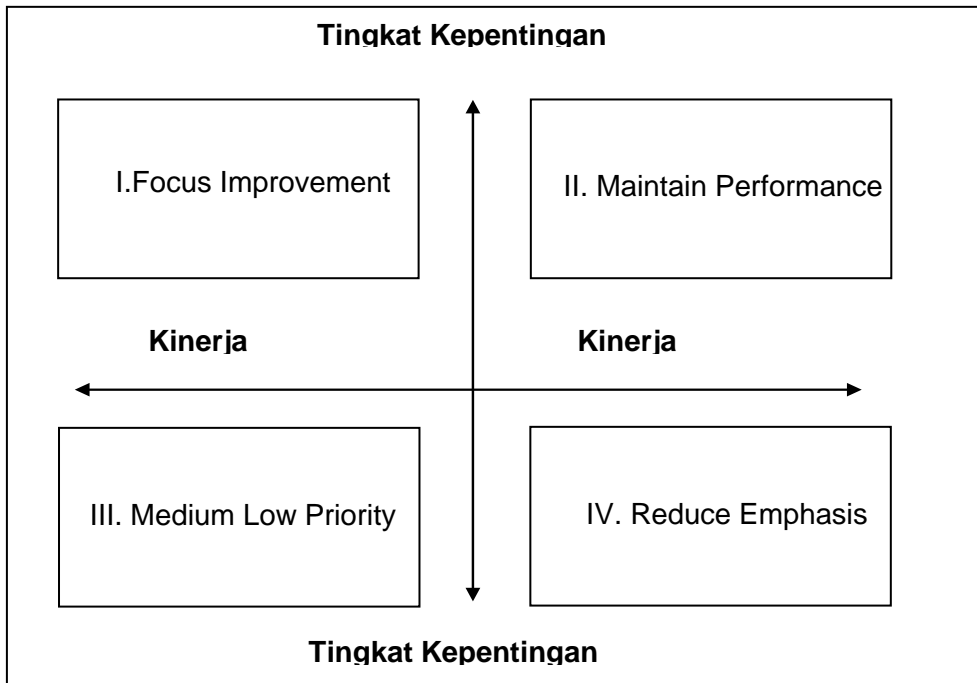 Tingkat Kepentingan
I.Focus Improvement
II. Maintain Performance
Kinerja
Kinerja
III. Medium Low Priority
IV. Reduce Emphasis
Tingkat Kepentingan